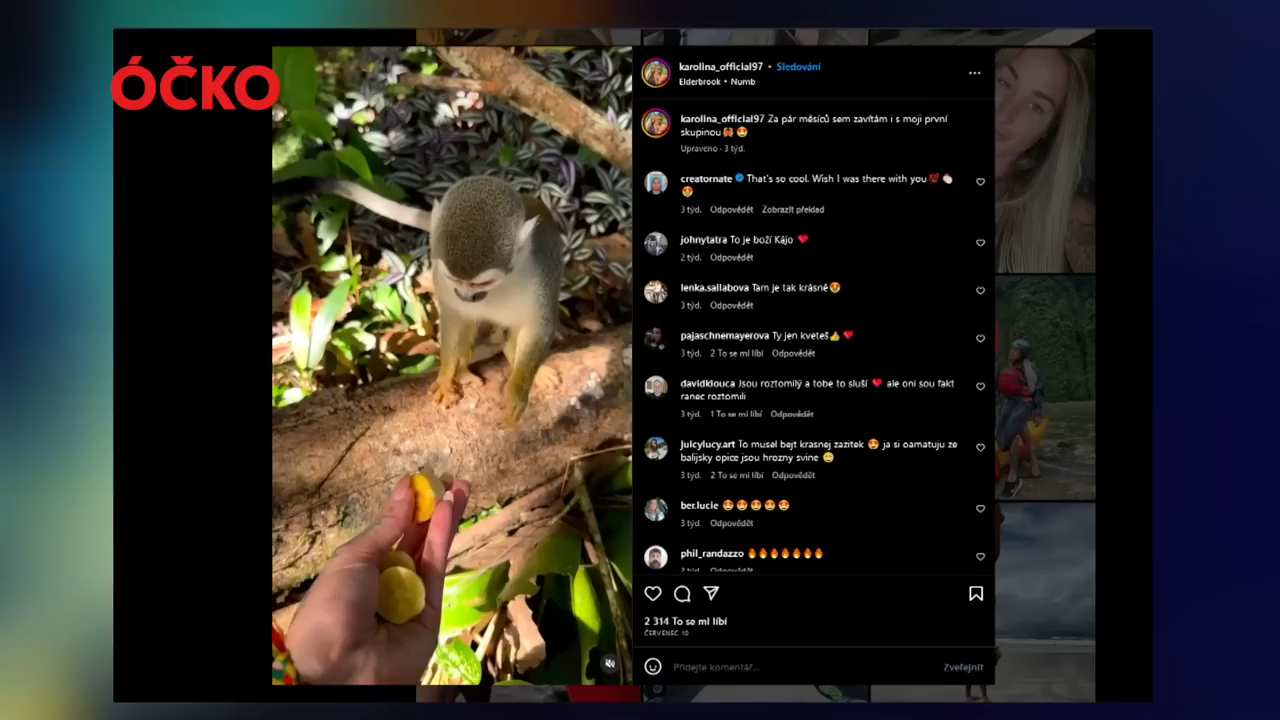 ÓČKO
karolina_official97 • Sledování
Elderbrook • Numb
karolina_official97 Za pár měsíců sem zavítám i s moji první
skupinou🦀😍
Upraveno · 3 týd.
creatornate That's so cool. Wish I was there with you
😍
3 týd. Odpovědět Zobrazit překlad
johnytatra To je boží Kájo ❤️
2 týd. Odpovědět
lenka.sallabova Tam je tak krásně😍
3 týd. Odpovědět
pajaschnemayerova Ty jen kveteš👍❤️
3 týd. 2 To se mi líbí Odpovědět
davidklouca Jsou roztomilý a tobe to sluší ❤️ ale oni sou fakt
ranec roztomili
3 týd. 1 To se mi líbí Odpovědět
juicylucy.art To musel bejt krasnej zazitek 😍 ja si pamatuju ze
balijsky opice jsou hrozny svine 😅
3 týd. 2 To se mi líbí Odpovědět
ber.lucie 😍😍😍😍😍
3 týd. Odpovědět
phil_randazzo 🔥🔥🔥🔥🔥🔥🔥
2 314 To se mi líbí
ČERVENEC 10
Přidejte komentář...
Zveřejnit